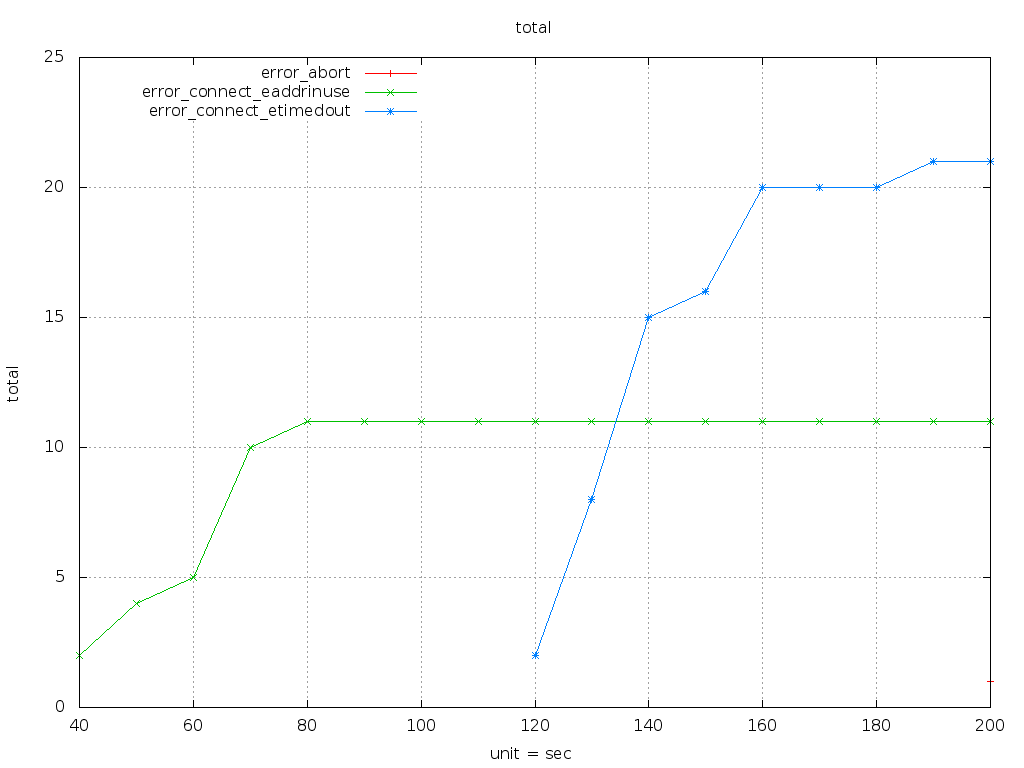 total
25
20
15
10
5
0
total
error_abort
error_connect_eaddrinuse
error_connect_etimedout
40 60 80 100 120 140 160 180 200
unit = sec